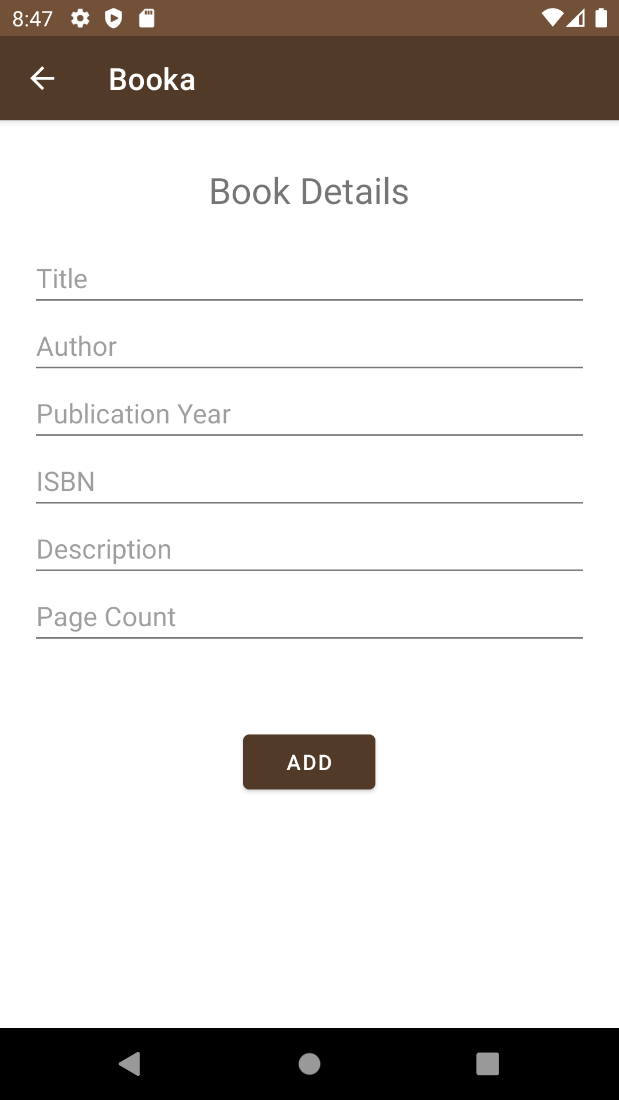 8:47
Booka
Book Details
Title
Author
Publication Year
ISBN
Description
Page Count
ADD